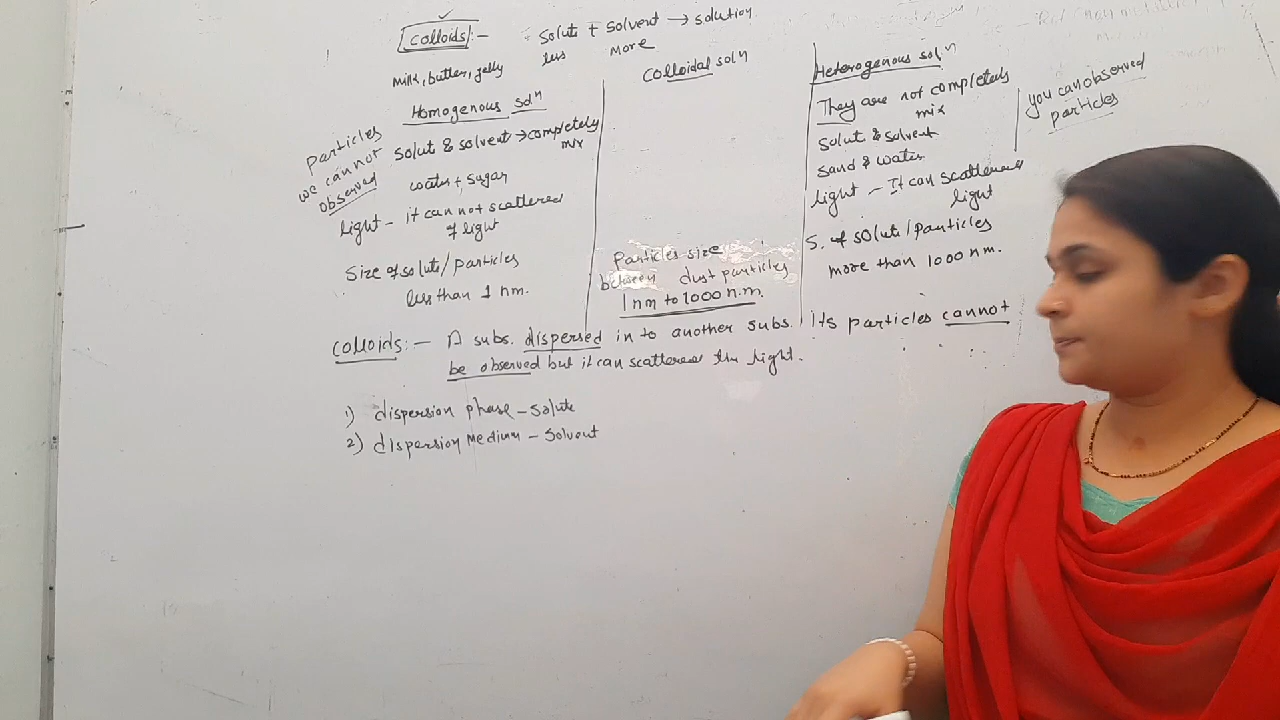 Colloids:-
Solute + solvent → solution
less more
milk, butter, jelly
Homogenous solⁿ
Particles
we cannot
observed
Solut & solvent → completely
mix
water + sugar
light - it can not scattered
of light
Size of solute/particles
less than 1 nm.
Colloidal solⁿ
Particles size
between dust particles
1 nm to 1000 n.m.
Heterogenous solⁿ
They are not completely
mix
Solut & solvent
Sand & water
light - It can scattered
light
S. of solute/particles
more than 1000 nm.
you can observed
particles
Colloids:- A subs. dispersed in to another subs. Its particles cannot
be observed but it can scattered the light.
1) dispersion phase - Solute
2) dispersion Medium - Solvent